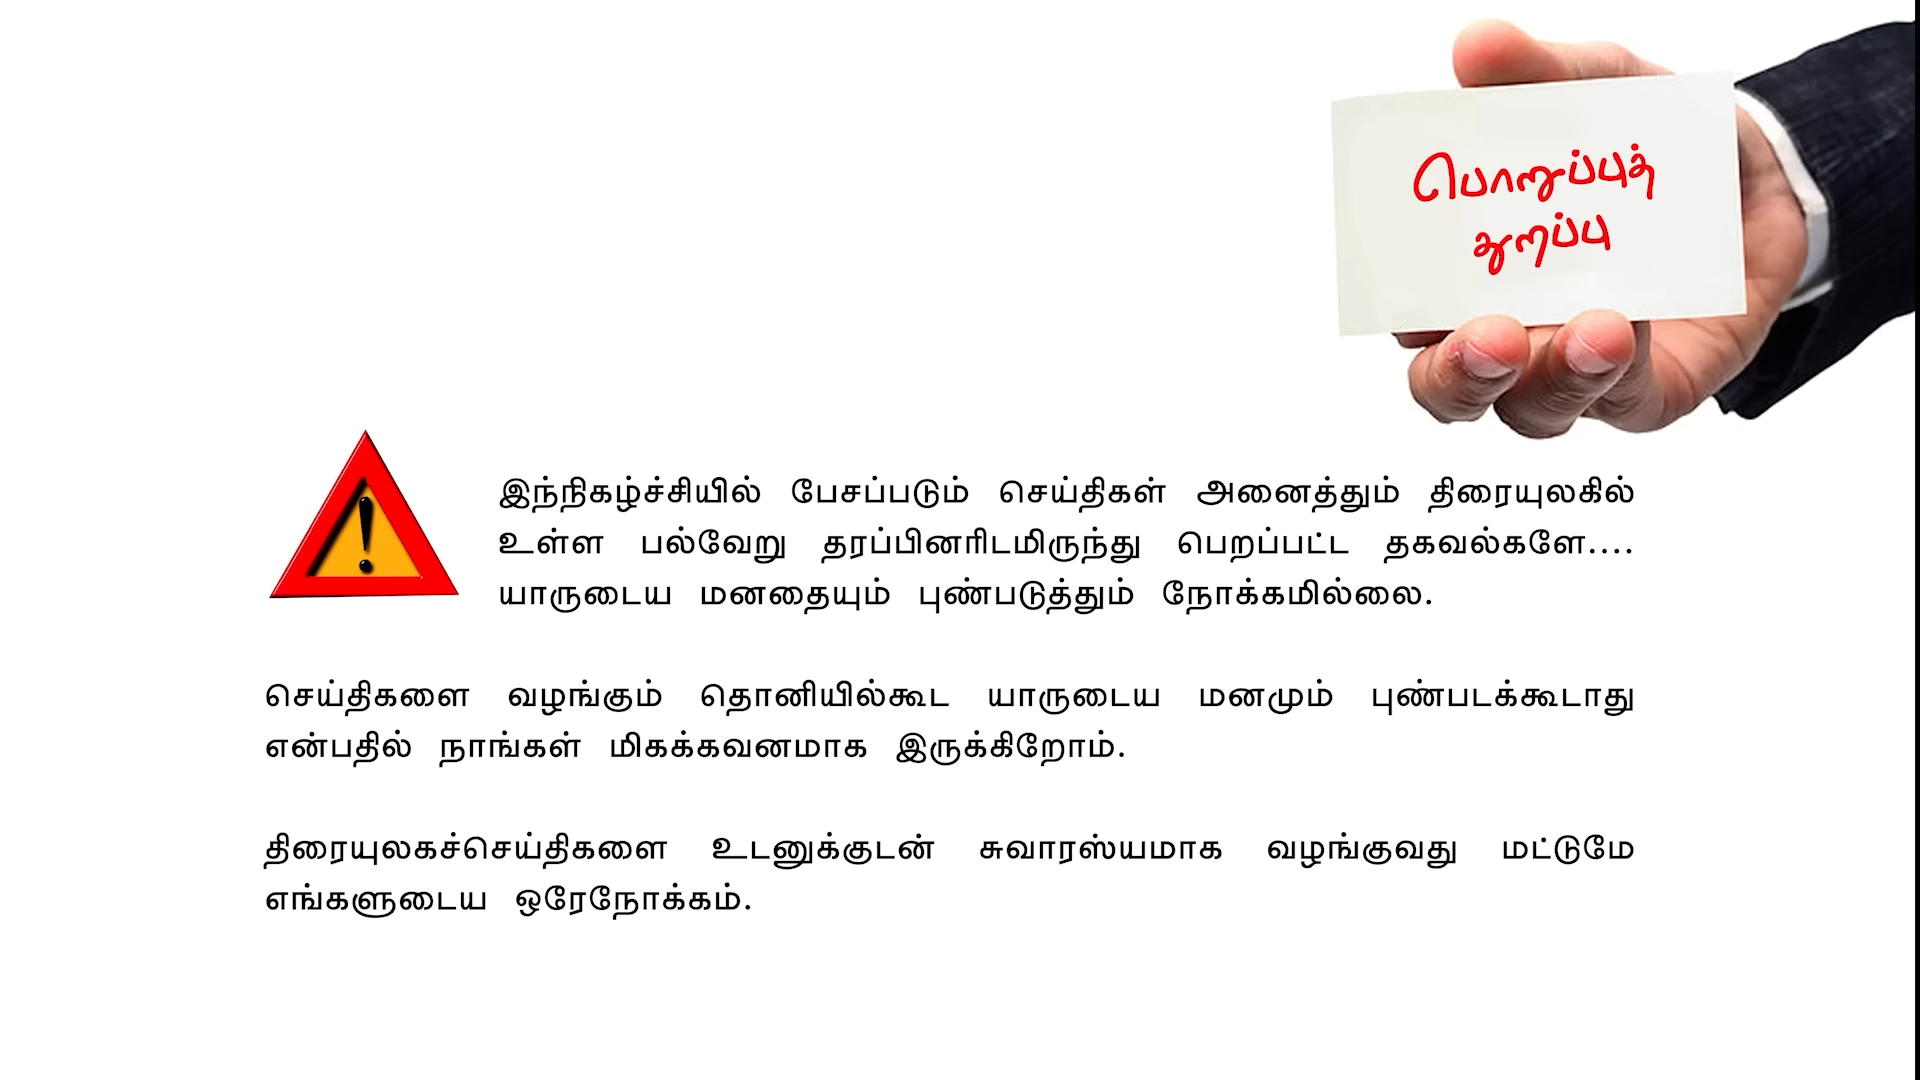 பொறுப்புத்
துறப்பு
இந்நிகழ்ச்சியில் பேசப்படும் செய்திகள் அனைத்தும் திரையுலகில்
உள்ள பல்வேறு தரப்பினரிடமிருந்து பெறப்பட்ட தகவல்களே....
யாருடைய மனதையும் புண்படுத்தும் நோக்கமில்லை.
செய்திகளை வழங்கும் தொனியில்கூட யாருடைய மனமும் புண்படக்கூடாது
என்பதில் நாங்கள் மிகக்கவனமாக இருக்கிறோம்.
திரையுலகச்செய்திகளை உடனுக்குடன் சுவாரஸ்யமாக வழங்குவது மட்டுமே
எங்களுடைய ஒரேநோக்கம்.